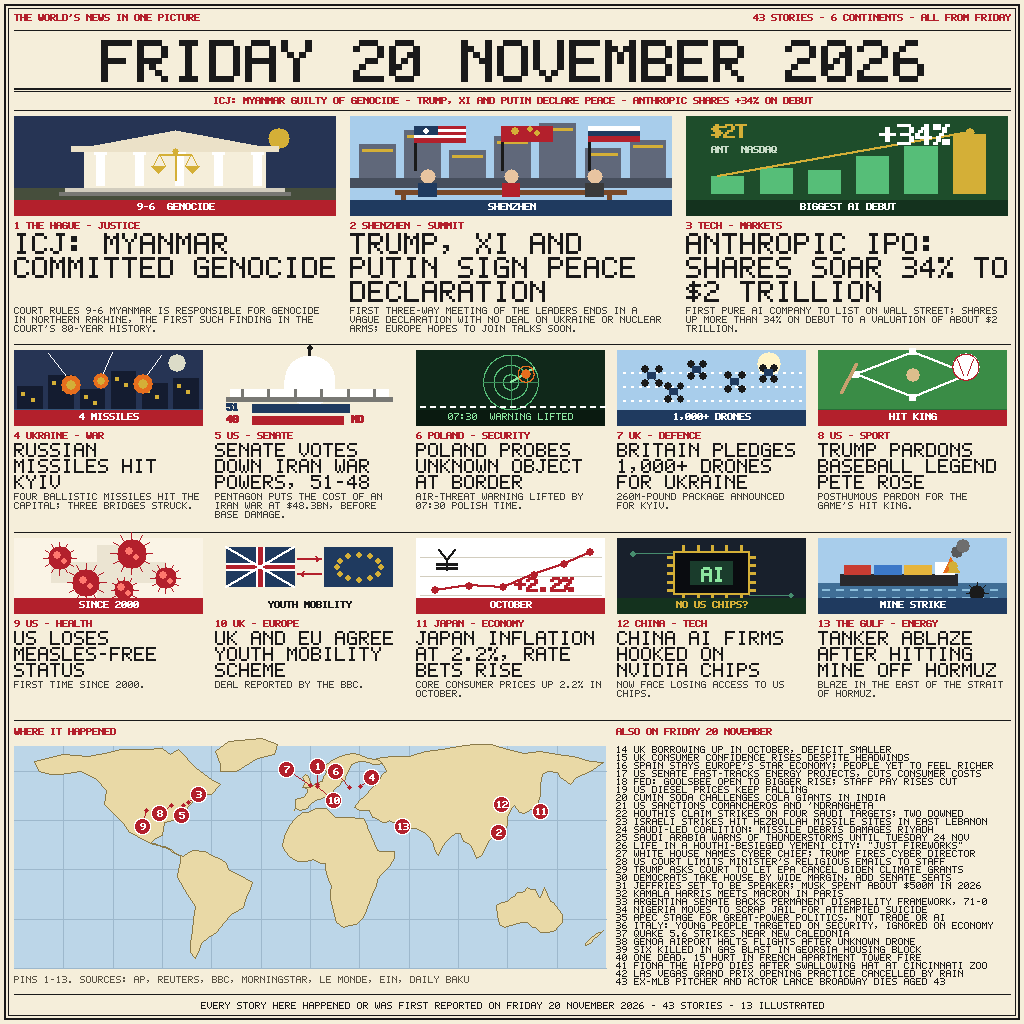 THE WORLD'S NEWS IN ONE PICTURE
43 STORIES - 6 CONTINENTS - ALL FROM FRIDAY
FRIDAY 20 NOVEMBER 2026
ICJ: MYANMAR GUILTY OF GENOCIDE - TRUMP, XI AND PUTIN DECLARE PEACE - ANTHROPIC SHARES +34% ON DEBUT
9-6 GENOCIDE
1 THE HAGUE - JUSTICE
ICJ: MYANMAR
COMMITTED GENOCIDE
COURT RULES 9-6 MYANMAR IS RESPONSIBLE FOR GENOCIDE
IN NORTHERN RAKHINE, THE FIRST SUCH FINDING IN THE
COURT'S 80-YEAR HISTORY.
SHENZHEN
2 SHENZHEN - SUMMIT
TRUMP, XI AND
PUTIN SIGN PEACE
DECLARATION
FIRST THREE-WAY MEETING OF THE LEADERS ENDS IN A
VAGUE DECLARATION WITH NO DEAL ON UKRAINE OR NUCLEAR
ARMS; EUROPE HOPES TO JOIN TALKS SOON.
$2T
+34%
ANT NASDAQ
BIGGEST AI DEBUT
3 TECH - MARKETS
ANTHROPIC IPO:
SHARES SOAR 34% TO
$2 TRILLION
FIRST PURE AI COMPANY TO LIST ON WALL STREET; SHARES
UP MORE THAN 34% ON DEBUT TO A VALUATION OF ABOUT $2
TRILLION.
4 MISSILES
4 UKRAINE - WAR
RUSSIAN
MISSILES HIT
KYIV
FOUR BALLISTIC MISSILES HIT THE
CAPITAL; THREE BRIDGES STRUCK.
51
48
NO
5 US - SENATE
SENATE VOTES
DOWN IRAN WAR
POWERS, 51-48
PENTAGON PUTS THE COST OF AN
IRAN WAR AT $48.3BN, BEFORE
BASE DAMAGE.
07:30 WARNING LIFTED
6 POLAND - SECURITY
POLAND PROBES
UNKNOWN OBJECT
AT BORDER
AIR-THREAT WARNING LIFTED BY
07:30 POLISH TIME.
1,000+ DRONES
7 UK - DEFENCE
BRITAIN PLEDGES
1,000+ DRONES
FOR UKRAINE
260M-POUND PACKAGE ANNOUNCED
FOR KYIV.
HIT KING
8 US - SPORT
TRUMP PARDONS
BASEBALL LEGEND
PETE ROSE
POSTHUMOUS PARDON FOR THE
GAME'S HIT KING.
SINCE 2000
9 US - HEALTH
US LOSES
MEASLES-FREE
STATUS
FIRST TIME SINCE 2000.
YOUTH MOBILITY
10 UK - EUROPE
UK AND EU AGREE
YOUTH MOBILITY
SCHEME
DEAL REPORTED BY THE BBC.
¥
+2.2%
OCTOBER
11 JAPAN - ECONOMY
JAPAN INFLATION
AT 2.2%, RATE
BETS RISE
CORE CONSUMER PRICES UP 2.2% IN
OCTOBER.
AI
NO US CHIPS?
12 CHINA - TECH
CHINA AI FIRMS
HOOKED ON
NVIDIA CHIPS
NOW FACE LOSING ACCESS TO US
CHIPS.
MINE STRIKE
13 THE GULF - ENERGY
TANKER ABLAZE
AFTER HITTING
MINE OFF HORMUZ
BLAZE IN THE EAST OF THE STRAIT
OF HORMUZ.
WHERE IT HAPPENED
7
1
6
4
3
10
8
5
9
13
12
11
2
PINS 1-13. SOURCES: AP, REUTERS, BBC, MORNINGSTAR, LE MONDE, EIN, DAILY BAKU
ALSO ON FRIDAY 20 NOVEMBER
14 UK BORROWING UP IN OCTOBER, DEFICIT SMALLER
15 UK CONSUMER CONFIDENCE RISES DESPITE HEADWINDS
16 SPAIN STAYS EUROPE'S STAR ECONOMY; PEOPLE YET TO FEEL RICHER
17 US SENATE FAST-TRACKS ENERGY PROJECTS, CUTS CONSUMER COSTS
18 FED: GOOLSBEE OPEN TO BIGGER RISE; STAFF PAY RISES CUT
19 US DIESEL PRICES KEEP FALLING
20 CUMIN SODA CHALLENGES COLA GIANTS IN INDIA
21 US SANCTIONS COMANCHEROS AND 'NDRANGHETA
22 HOUTHIS CLAIM STRIKES ON FOUR SAUDI TARGETS; TWO DOWNED
23 ISRAELI STRIKES HIT HEZBOLLAH MISSILE SITES IN EAST LEBANON
24 SAUDI-LED COALITION: MISSILE DEBRIS DAMAGES RIYADH
25 SAUDI ARABIA WARNS OF THUNDERSTORMS UNTIL TUESDAY 24 NOV
26 LIFE IN A HOUTHI-BESIEGED YEMENI CITY: "JUST FIREWORKS"
27 WHITE HOUSE NAMES CYBER CHIEF; TRUMP FIRES CYBER DIRECTOR
28 US COURT LIMITS MINISTER'S RELIGIOUS EMAILS TO STAFF
29 TRUMP ASKS COURT TO LET EPA CANCEL BIDEN CLIMATE GRANTS
30 DEMOCRATS TAKE HOUSE BY WIDE MARGIN, ADD SENATE SEATS
31 JEFFRIES SET TO BE SPEAKER; MUSK SPENT ABOUT $500M IN 2026
32 KAMALA HARRIS MEETS MACRON IN PARIS
33 ARGENTINA SENATE BACKS PERMANENT DISABILITY FRAMEWORK, 71-0
34 NIGERIA MOVES TO SCRAP JAIL FOR ATTEMPTED SUICIDE
35 APEC STAGE FOR GREAT-POWER POLITICS, NOT TRADE OR AI
36 ITALY: YOUNG PEOPLE TARGETED ON SECURITY, IGNORED ON ECONOMY
37 QUAKE 5.6 STRIKES NEAR NEW CALEDONIA
38 GENOA AIRPORT HALTS FLIGHTS AFTER UNKNOWN DRONE
39 SIX KILLED IN GAS BLAST IN GEORGIA HOUSING BLOCK
40 ONE DEAD, 15 HURT IN FRENCH APARTMENT TOWER FIRE
41 FIONA THE HIPPO DIES AFTER SWALLOWING HAT AT CINCINNATI ZOO
42 LAS VEGAS GRAND PRIX OPENING PRACTICE CANCELLED BY RAIN
43 EX-MLB PITCHER AND ACTOR LANCE BROADWAY DIES AGED 43
EVERY STORY HERE HAPPENED OR WAS FIRST REPORTED ON FRIDAY 20 NOVEMBER 2026 - 43 STORIES - 13 ILLUSTRATED